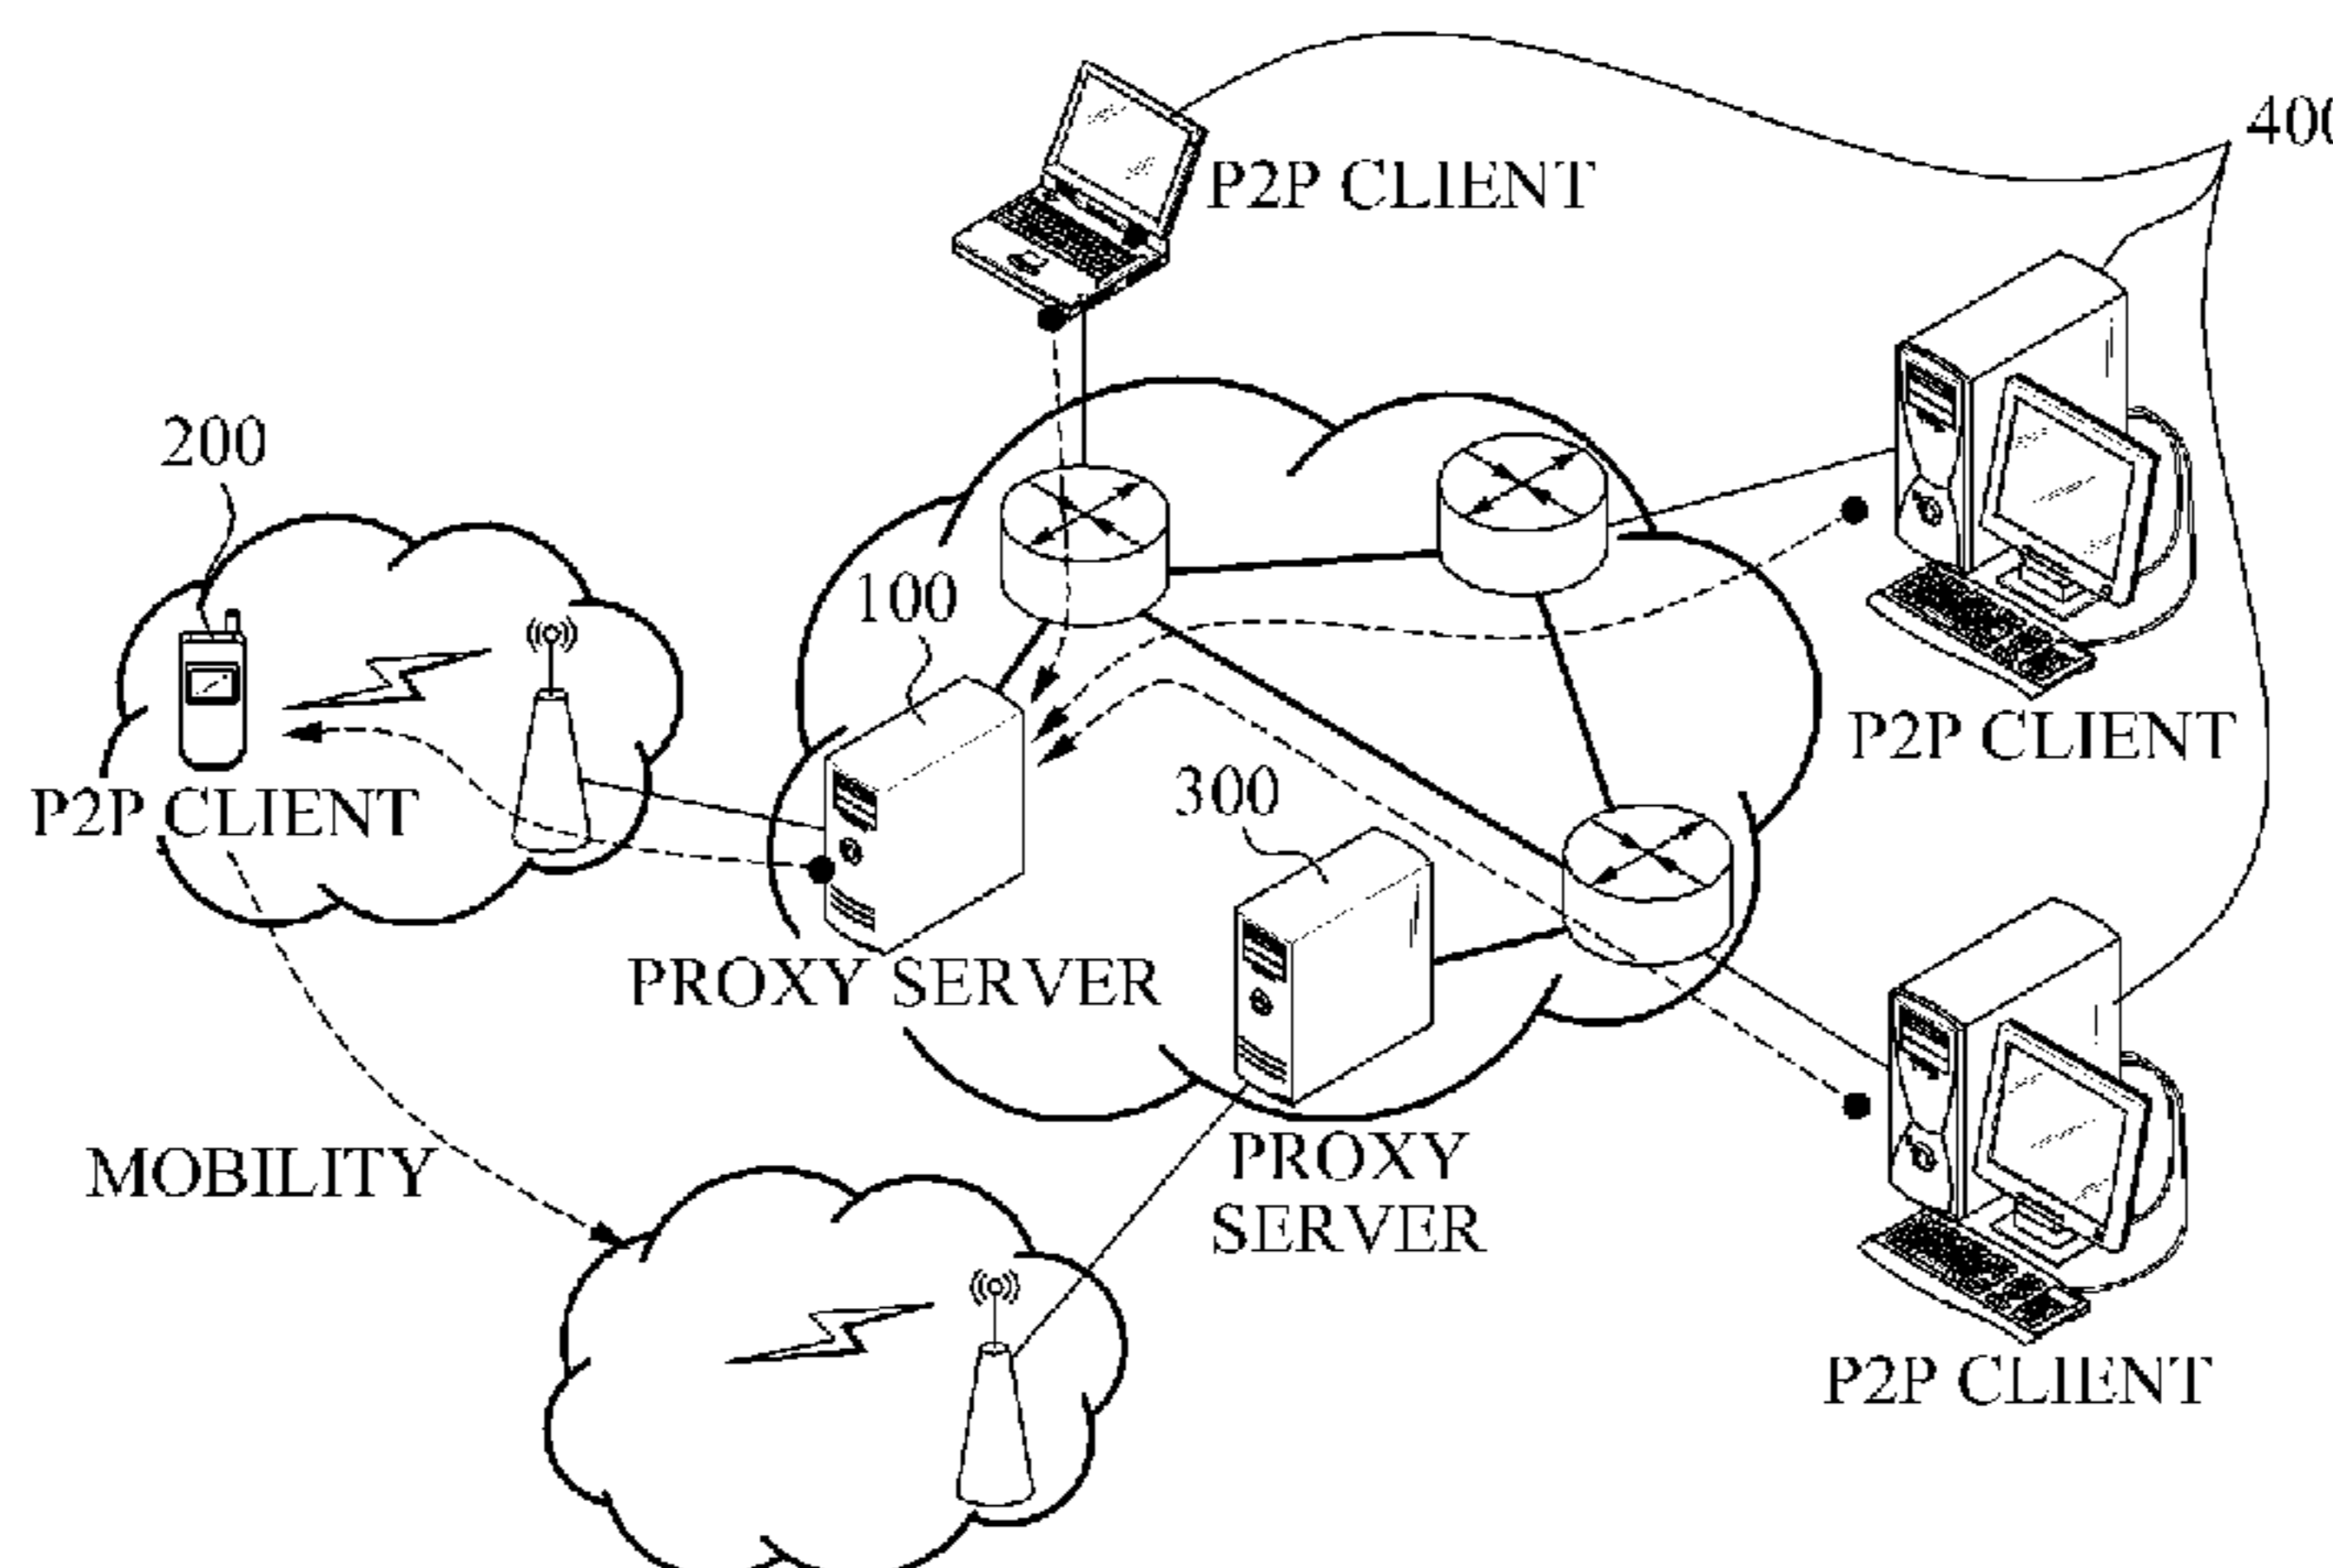 400
P2P CLIENT
200
100
P2P CLIENT
300
P2P CLIENT
PROXY SERVER
MOBILITY
PROXY
SERVER
P2P CLIENT